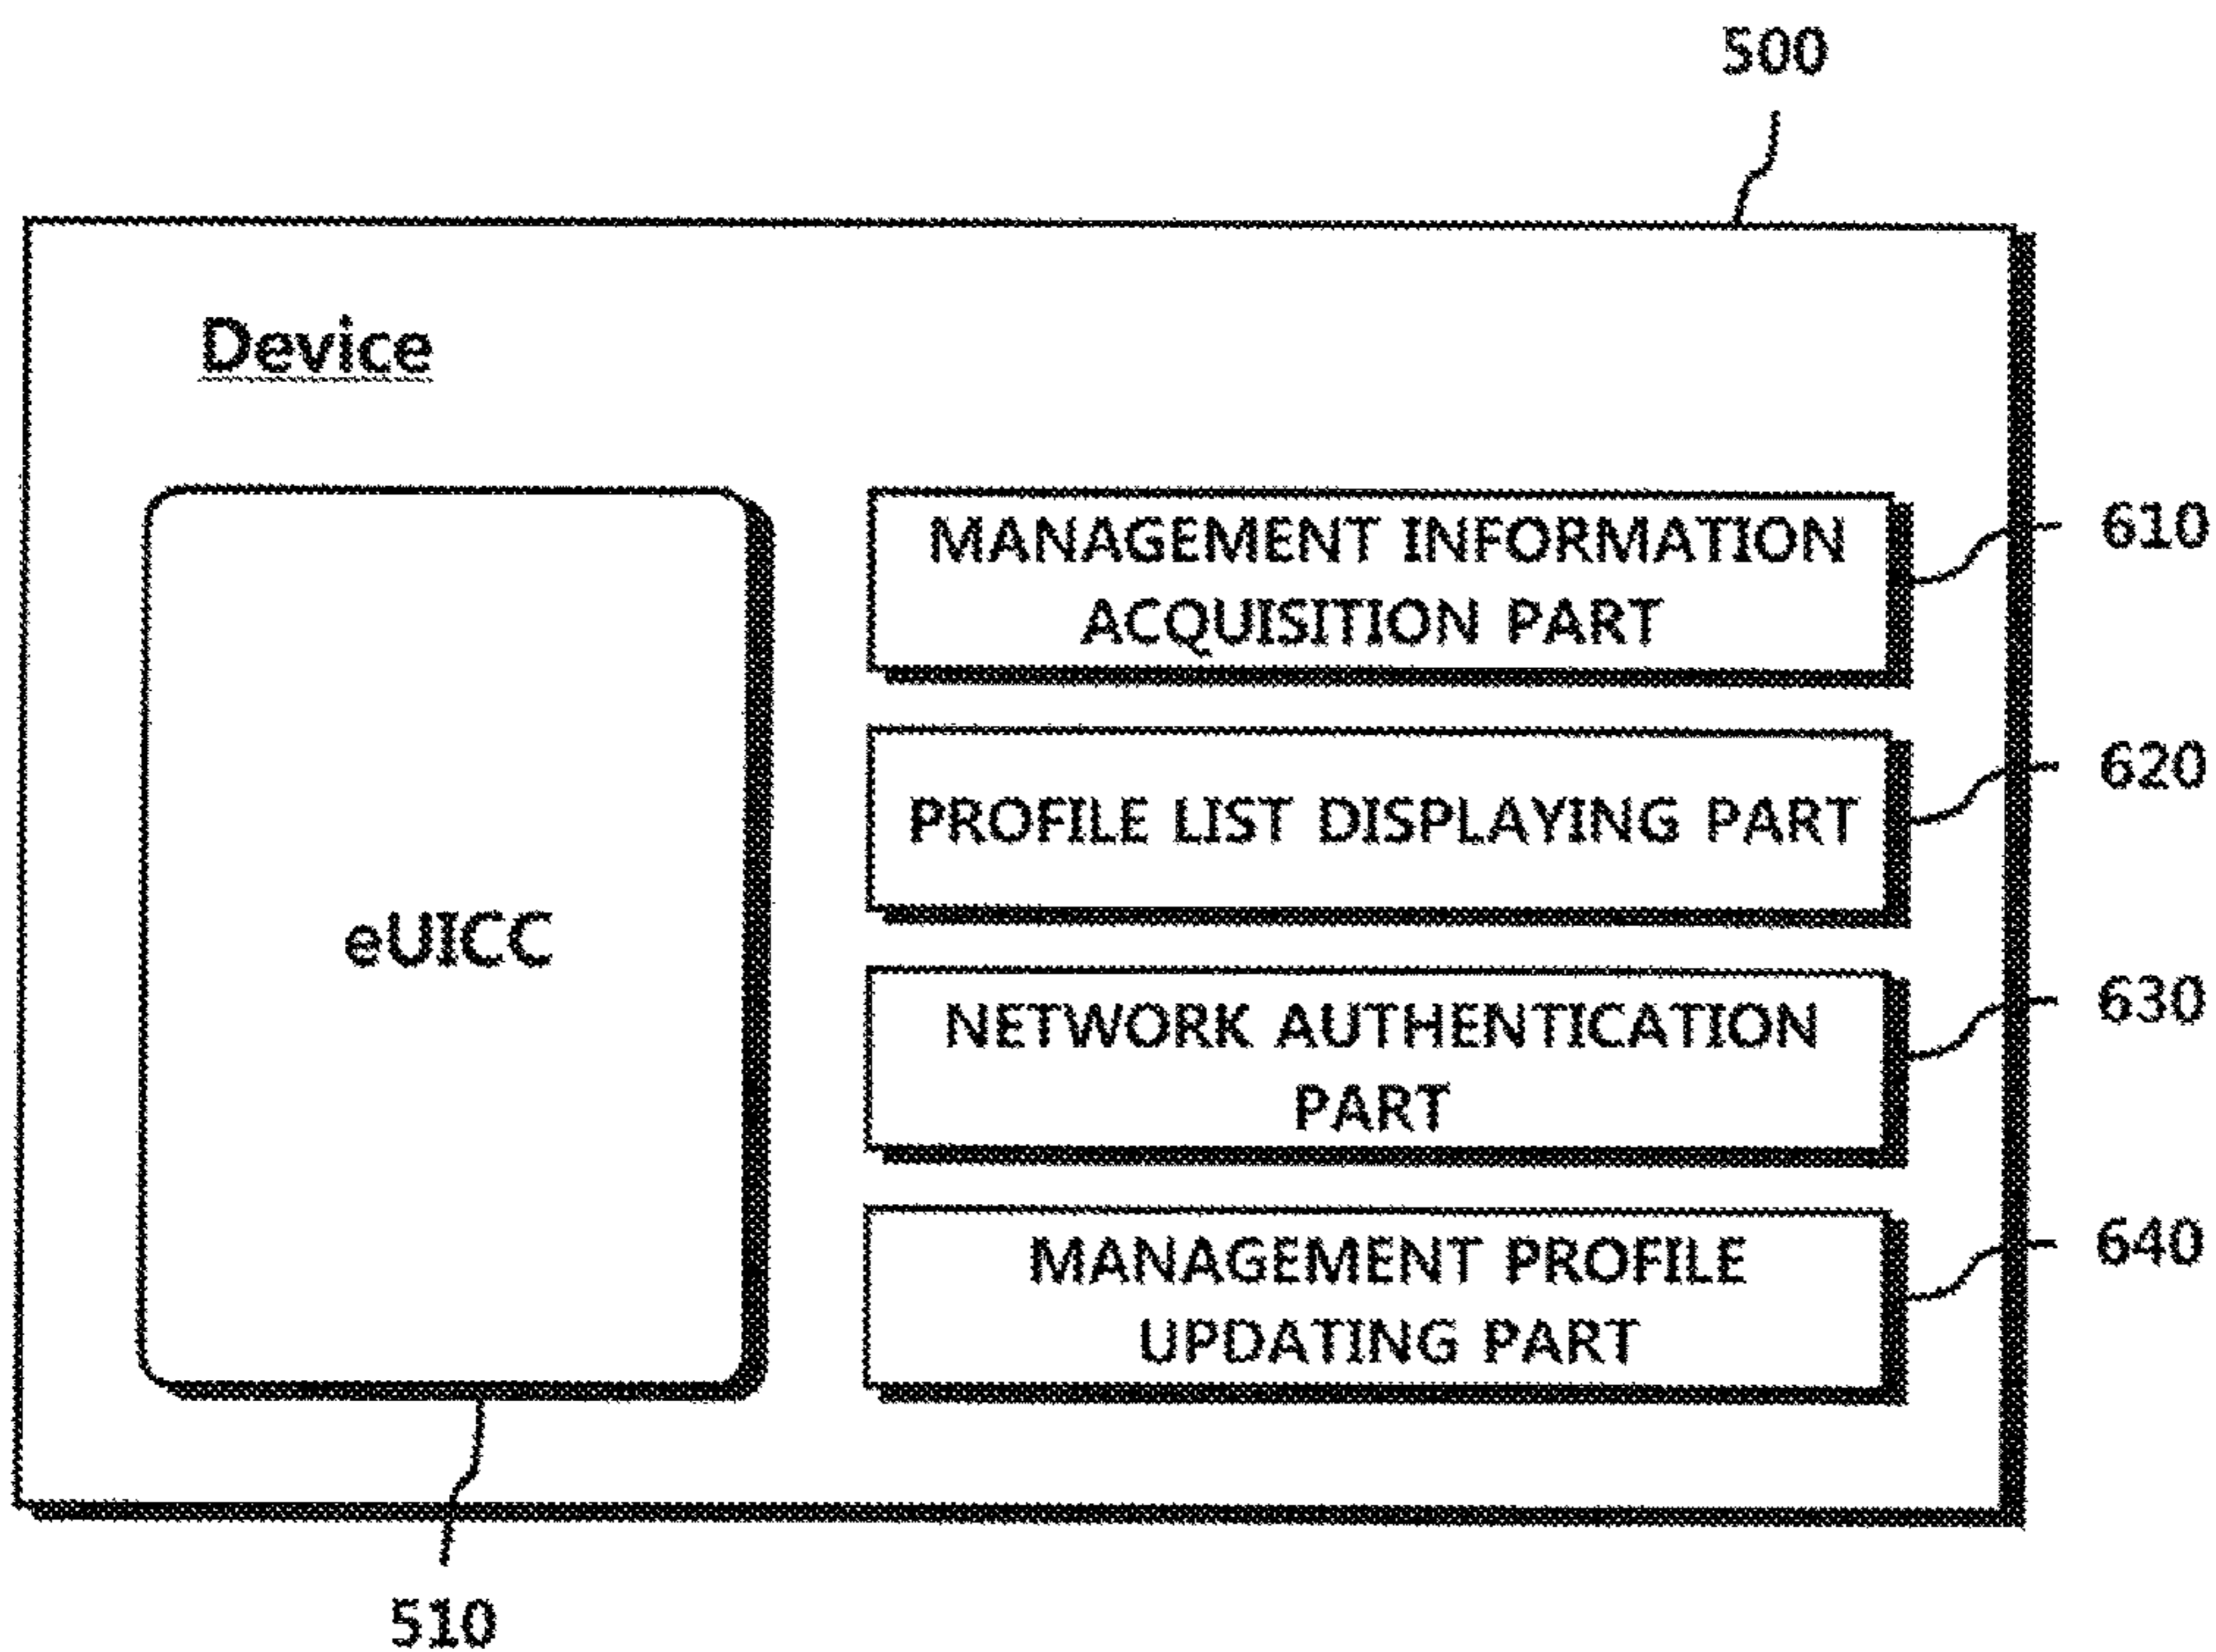 500
Device
MANAGEMENT INFORMATION
ACQUISITION PART
610
PROFILE LIST DISPLAYING PART
620
eUICC
NETWORK AUTHENTICATION
PART
630
MANAGEMENT PROFILE
UPDATING PART
640
510